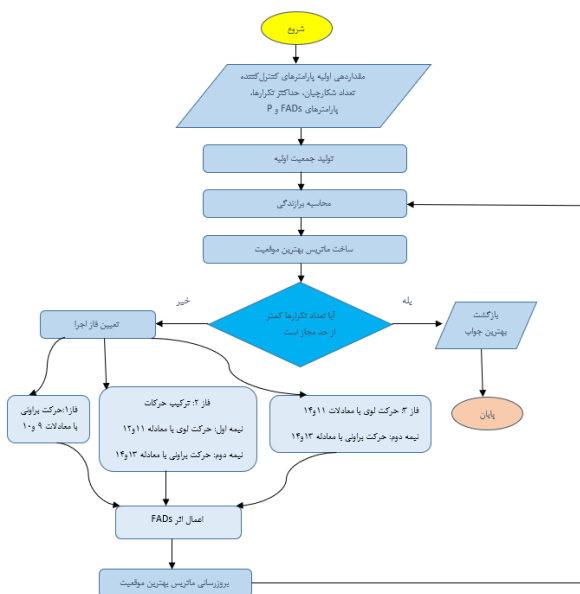 شروع
مقداردهی اولیه پارامترهای کنترل‌کننده
تعداد شکارچیان، حداکثر تکرارها،
پارامترهای FADs و P
تولید جمعیت اولیه
محاسبه برازندگی
ساخت ماتریس بهترین موقعیت
آیا تعداد تکرارها کمتر
از حد مجاز است
خیر
بله
تعیین فاز اجرا
بازگشت
بهترین جواب
پایان
فاز۱:حرکت براونی
با معادلات ۹ و۱۰
فاز ۲: ترکیب حرکات
نیمه اول: حرکت لوی با معادله ۱۱و۱۲
نیمه دوم: حرکت براونی با معادله ۱۳و۱۴
فاز ۳: حرکت لوی با معادلات ۱۱و۱۴
نیمه دوم: حرکت براونی با معادله ۱۳و۱۴
اعمال اثر FADs
بروزرسانی ماتریس بهترین موقعیت